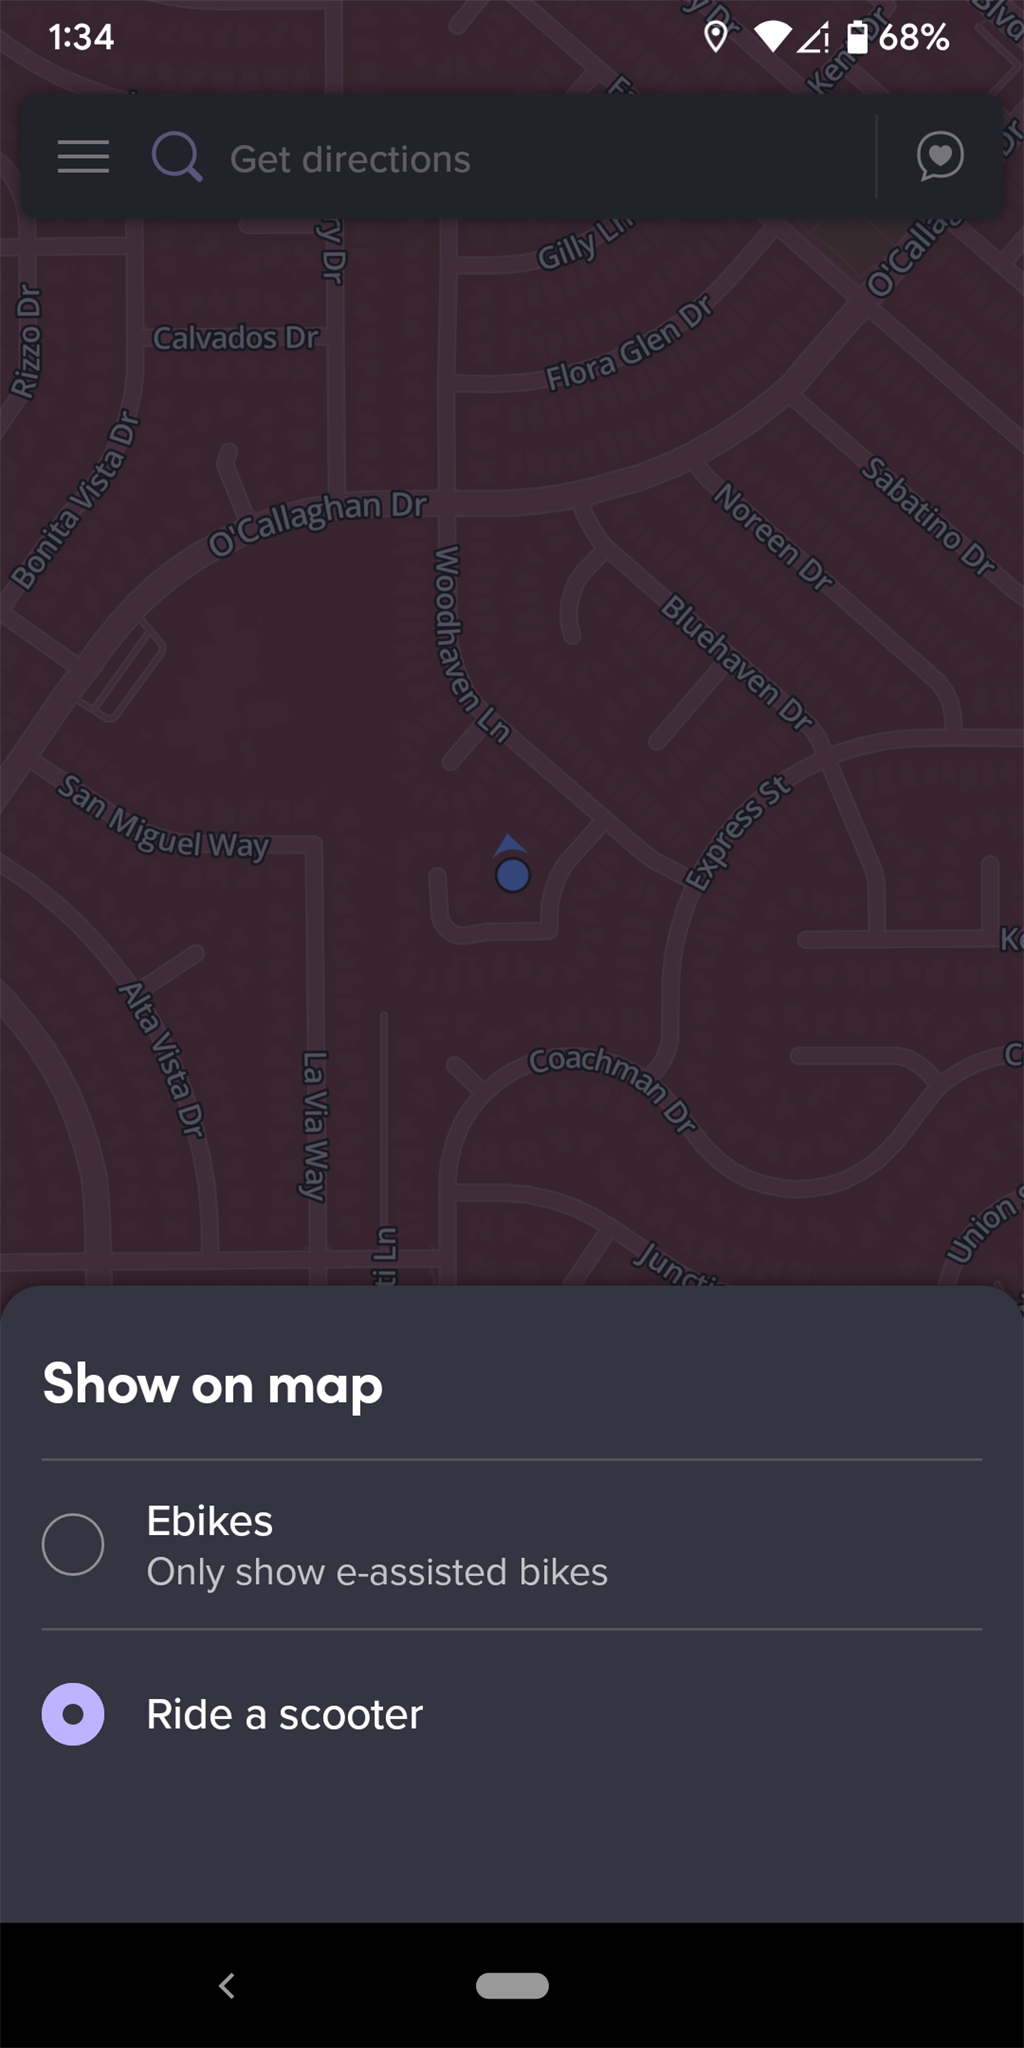 1:34
68%
Ken Dr
Get directions
Gilly Ln
Rizzo Dr
Calvados Dr
Flora Glen Dr
Bonita Vista Dr
O'Callaghan Dr
Sabatino Dr
Noreen Dr
Woodhaven Ln
Bluehaven Dr
San Miguel Way
Express St
Alta Vista Dr
La Via Way
Coachman Dr
Union
Show on map
Ebikes
Only show e-assisted bikes
Ride a scooter